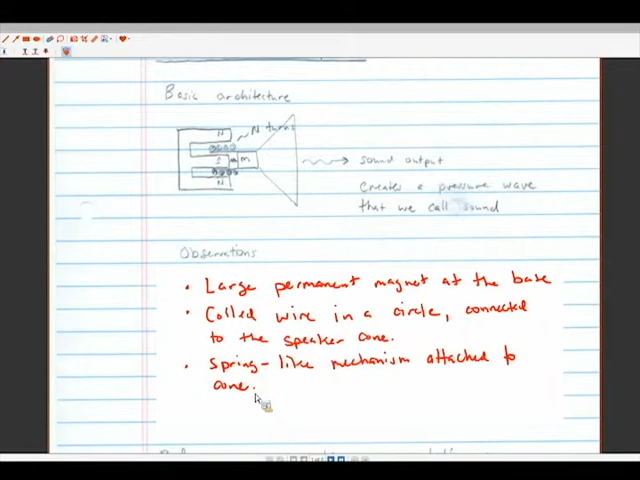 Basic architecture
N
N turns
S
m
N
sound output
creates a pressure wave
that we call sound
Observations
• Large permanent magnet at the base
• Coiled wire in a circle, connected
to the speaker cone.
• Spring-like mechanism attached to
cone.